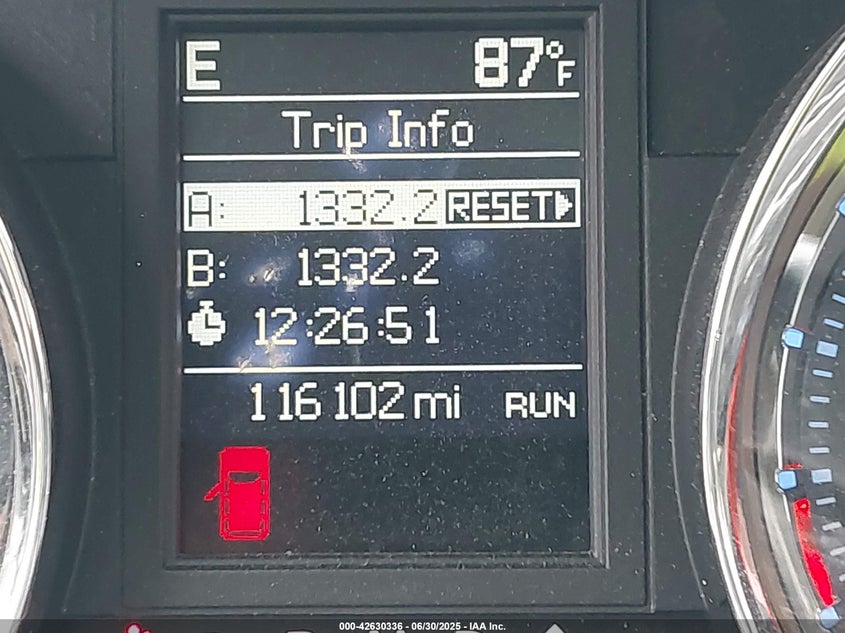 E 87°F
Trip Info
A: 1332.2 RESET
B: 1332.2
12:26:51
116102 mi RUN
000-42630336 - 06/30/2025 - IAA Inc.